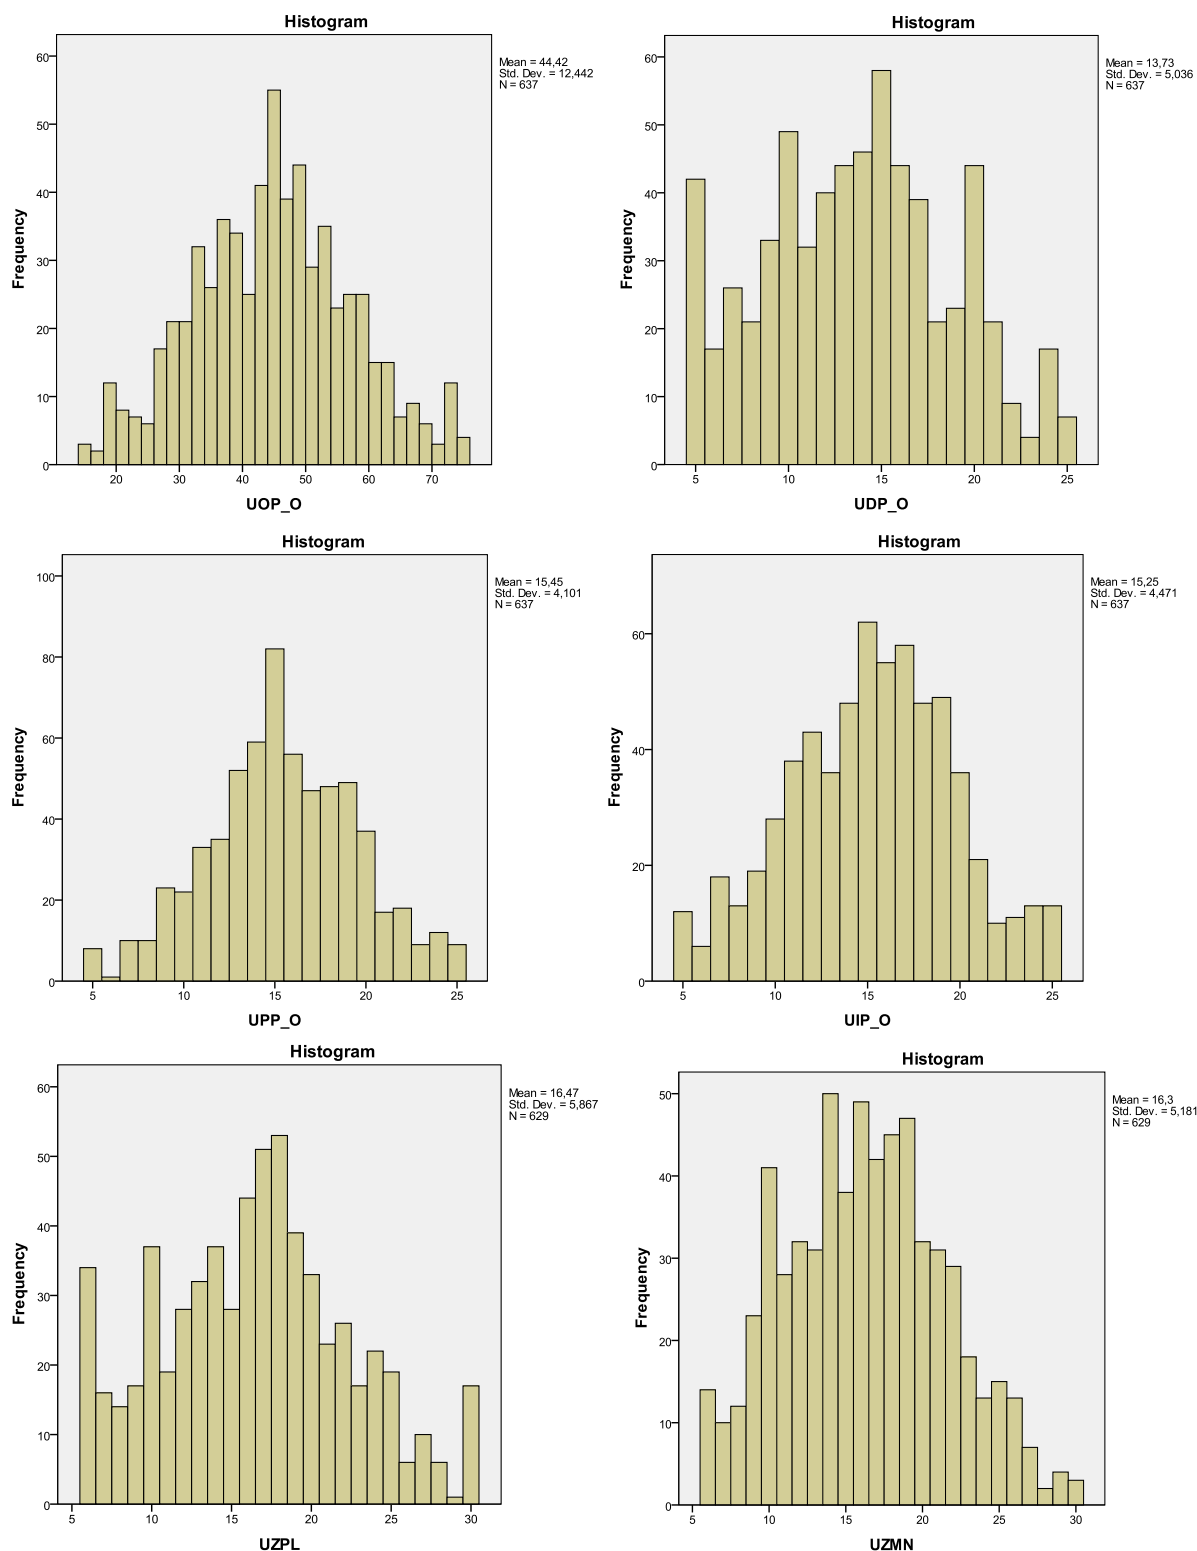 Histogram
Mean = 44,42
Std. Dev. = 12,442
N = 637
60
50
40
30
20
10
0
Frequency
20 30 40 50 60 70
UOP_O
Histogram
Mean = 13,73
Std. Dev. = 5,036
N = 637
60
50
40
30
20
10
0
Frequency
5 10 15 20 25
UDP_O
Histogram
Mean = 15,45
Std. Dev. = 4,101
N = 637
100
80
60
40
20
0
Frequency
5 10 15 20 25
UPP_O
Histogram
Mean = 15,25
Std. Dev. = 4,471
N = 637
60
40
20
0
Frequency
5 10 15 20 25
UIP_O
Histogram
Mean = 16,47
Std. Dev. = 5,867
N = 629
60
50
40
30
20
10
0
Frequency
5 10 15 20 25 30
UZPL
Histogram
Mean = 16,3
Std. Dev. = 5,181
N = 629
50
40
30
20
10
0
Frequency
5 10 15 20 25 30
UZMN